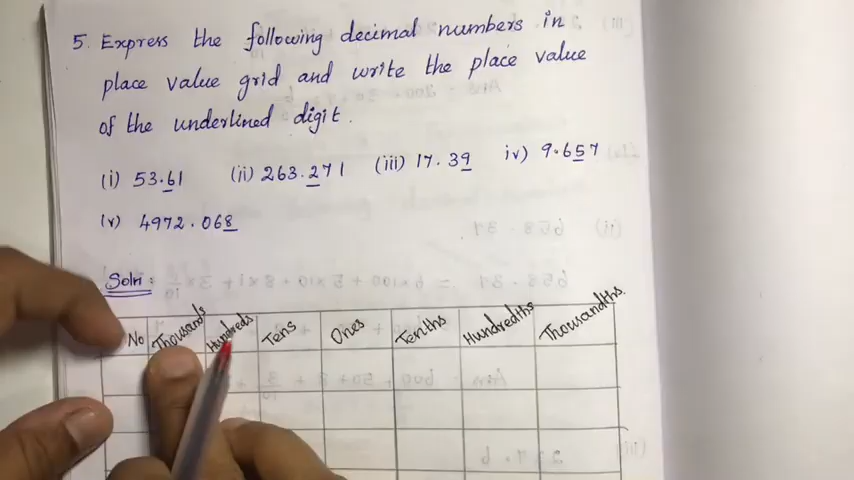 5. Express the following decimal numbers in
place value grid and write the place value
of the underlined digit.
(i) 53.61 (ii) 263.271 (iii) 17.39 iv) 9.657
(v) 4972.068
Soln:
No Thousands Hundreds Tens Ones Tenths Hundredths Thousandths